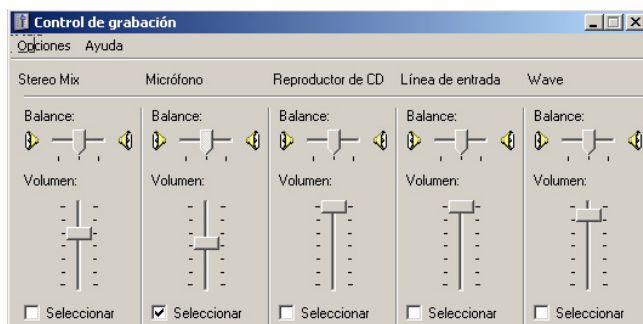 Control de grabación
Opciones Ayuda
Stereo Mix Micrófono Reproductor de CD Línea de entrada Wave
Balance: Balance: Balance: Balance: Balance:
Volumen: Volumen: Volumen: Volumen: Volumen:
Seleccionar Seleccionar Seleccionar Seleccionar Seleccionar